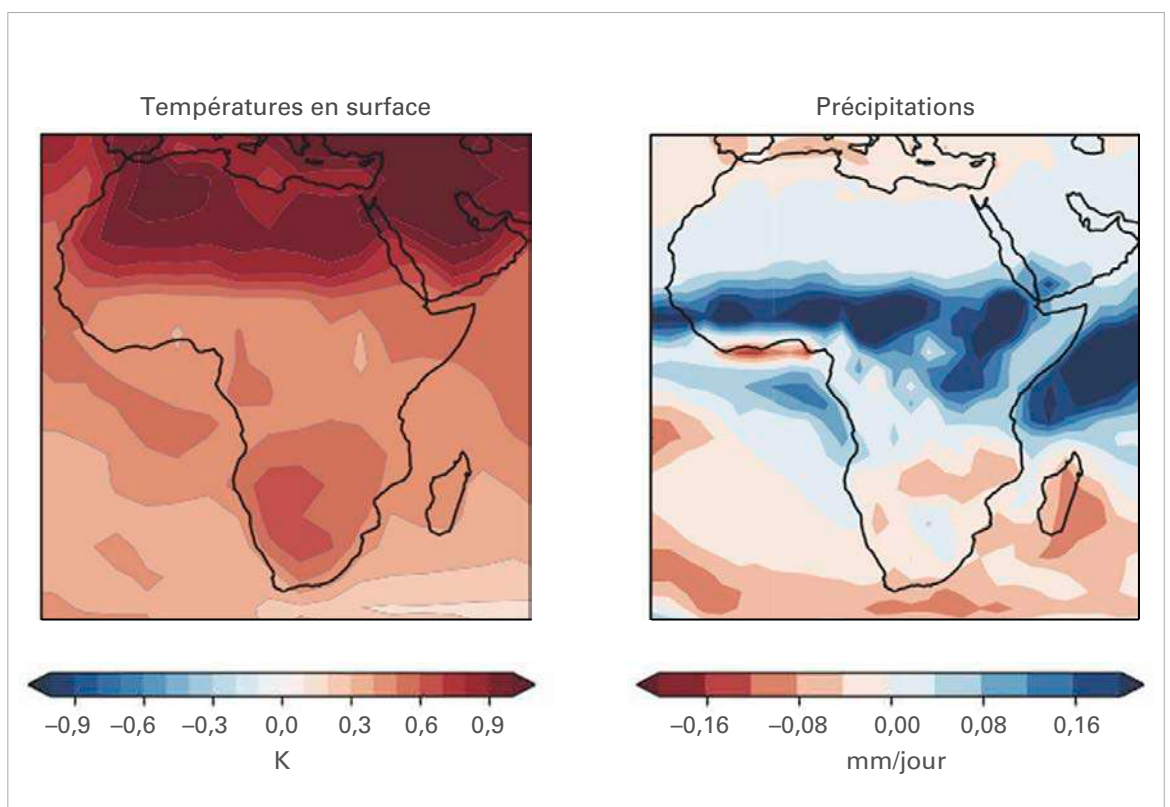 Températures en surface
Précipitations
–0,9 –0,6 –0,3 0,0 0,3 0,6 0,9
K
–0,16 –0,08 0,00 0,08 0,16
mm/jour